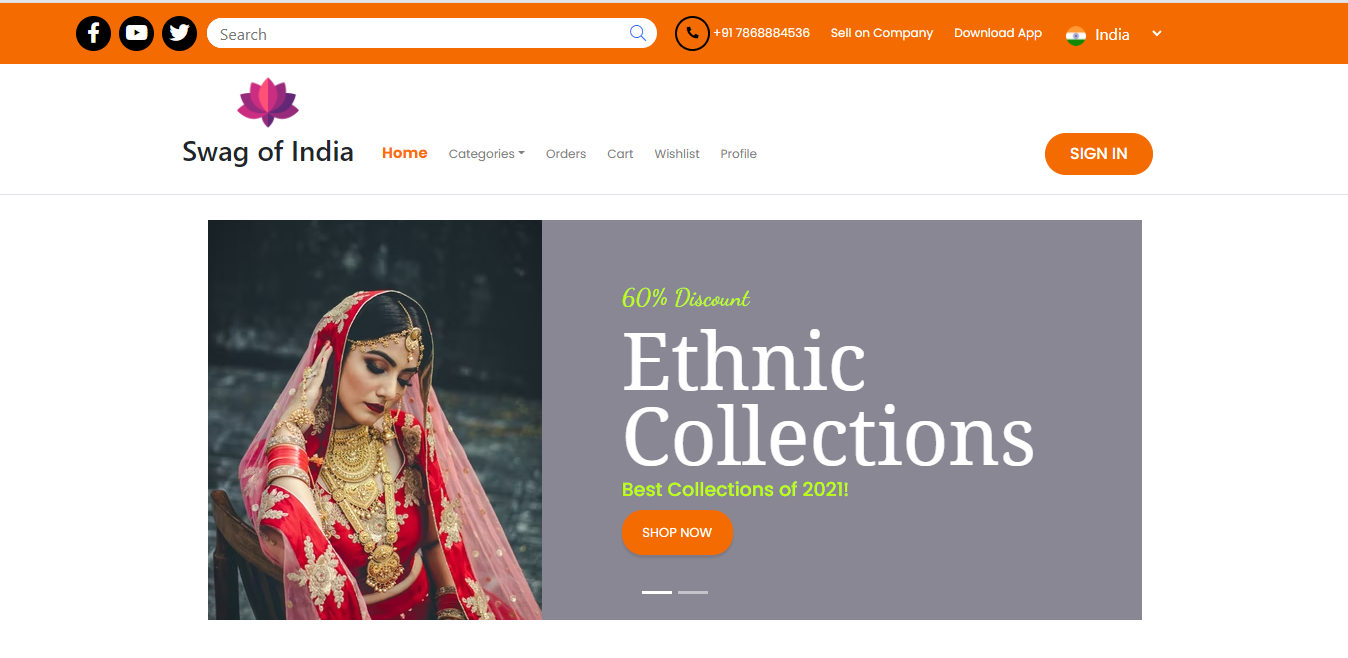 Search
+91 7868884536
Sell on Company
Download App
India
Swag of India
Home
Categories
Orders
Cart
Wishlist
Profile
SIGN IN
60% Discount
Ethnic
Collections
Best Collections of 2021!
SHOP NOW